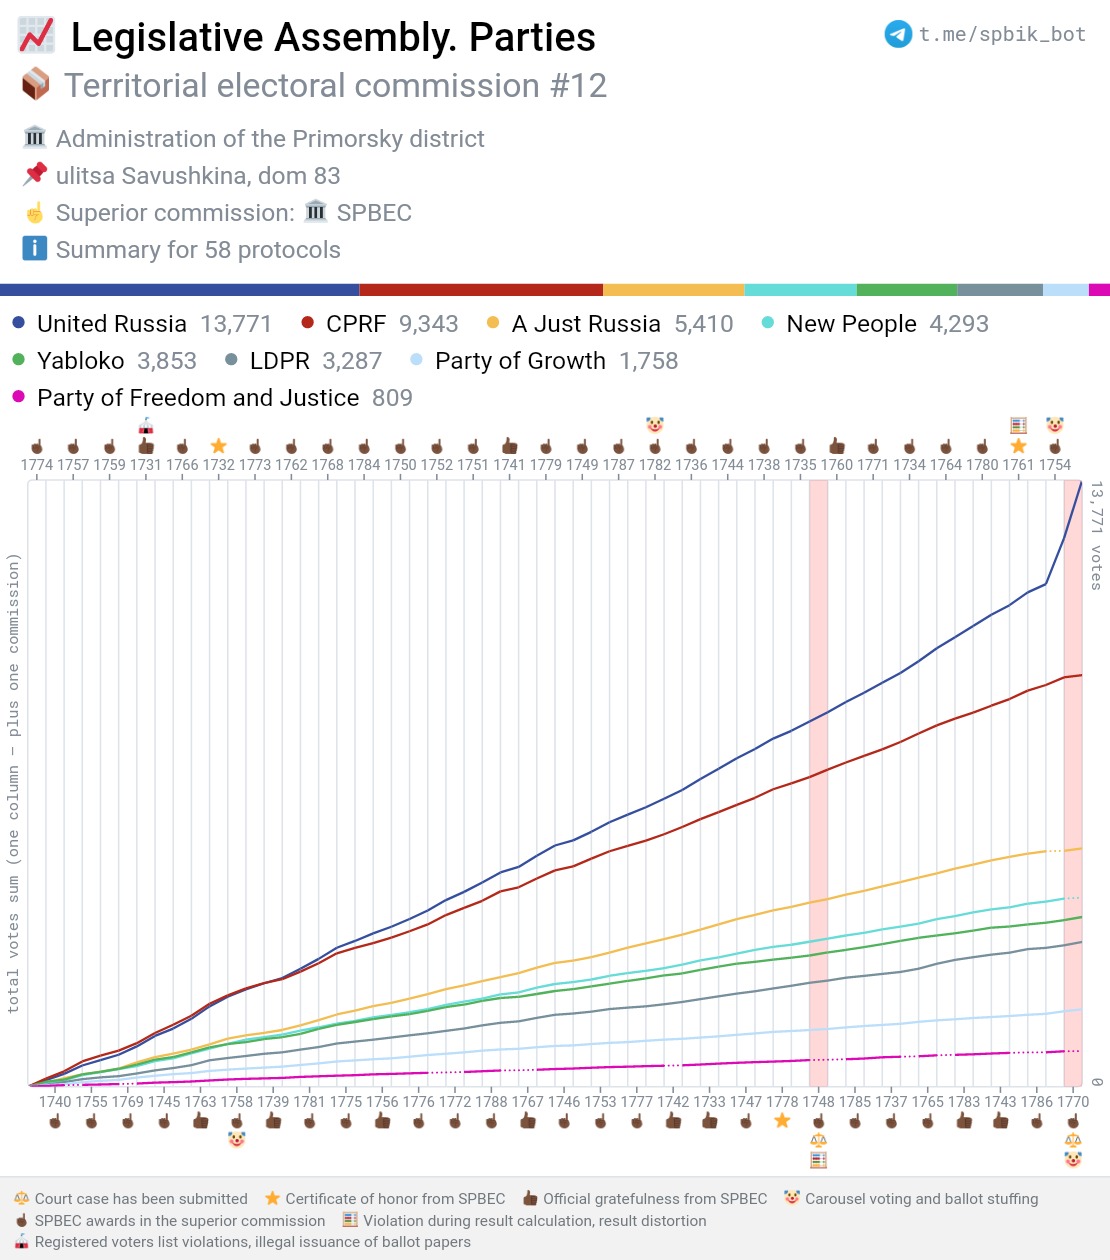 Legislative Assembly. Parties
t.me/spbik_bot
Territorial electoral commission #12
Administration of the Primorsky district
ulitsa Savushkina, dom 83
Superior commission: SPBEC
Summary for 58 protocols
United Russia 13,771 CPRF 9,343 A Just Russia 5,410 New People 4,293
Yabloko 3,853 LDPR 3,287 Party of Growth 1,758
Party of Freedom and Justice 809
1774 1757 1759 1731 1766 1732 1773 1762 1768 1784 1750 1752 1751 1741 1779 1749 1787 1782 1736 1744 1738 1735 1760 1771 1734 1764 1780 1761 1754
13,771 votes
total votes sum (one column – plus one commission)
0
1740 1755 1769 1745 1763 1758 1739 1781 1775 1756 1776 1772 1788 1767 1746 1753 1777 1742 1733 1747 1778 1748 1785 1737 1765 1783 1743 1786 1770
Court case has been submitted Certificate of honor from SPBEC Official gratefulness from SPBEC Carousel voting and ballot stuffing
SPBEC awards in the superior commission Violation during result calculation, result distortion
Registered voters list violations, illegal issuance of ballot papers